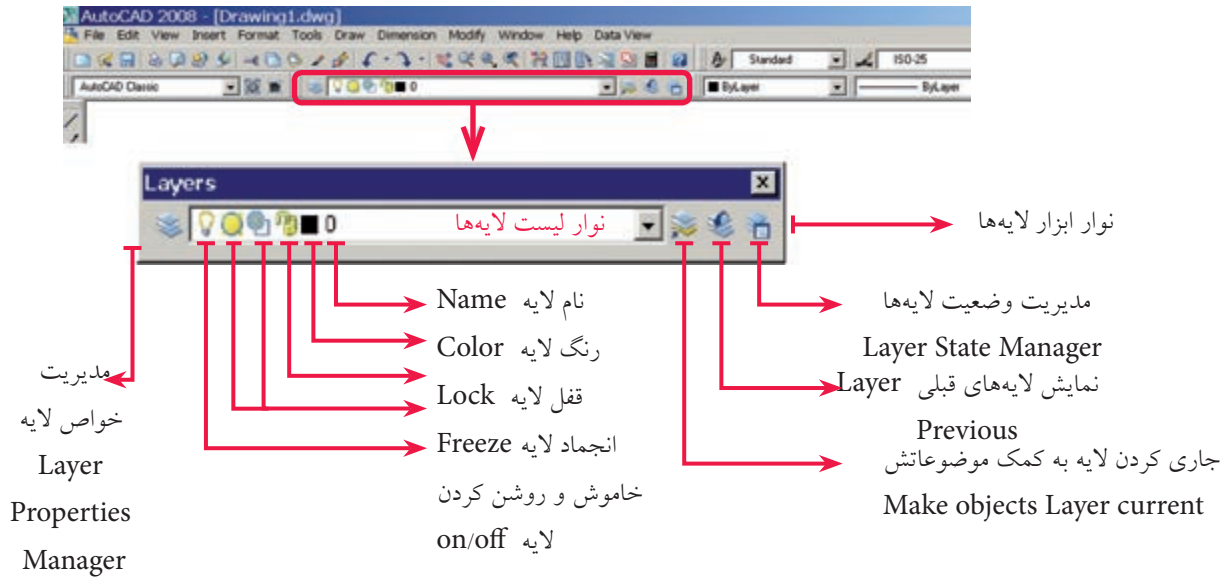 AutoCAD 2008 - [Drawing1.dwg]
File Edit View Insert Format Tools Draw Dimension Modify Window Help Data View
Standard ISO-25
AutoCAD Classic 0 ByLayer ByLayer
Layers
0 نوار لیست لایه‌ها
نوار ابزار لایه‌ها
نام لایه Name
رنگ لایه Color
قفل لایه Lock
انجماد لایه Freeze
خاموش و روشن کردن
لایه on/off
مدیریت
خواص لایه
Layer
Properties
Manager
مدیریت وضعیت لایه‌ها
Layer State Manager
نمایش لایه‌های قبلی Layer
Previous
جاری کردن لایه به کمک موضوعاتش
Make objects Layer current